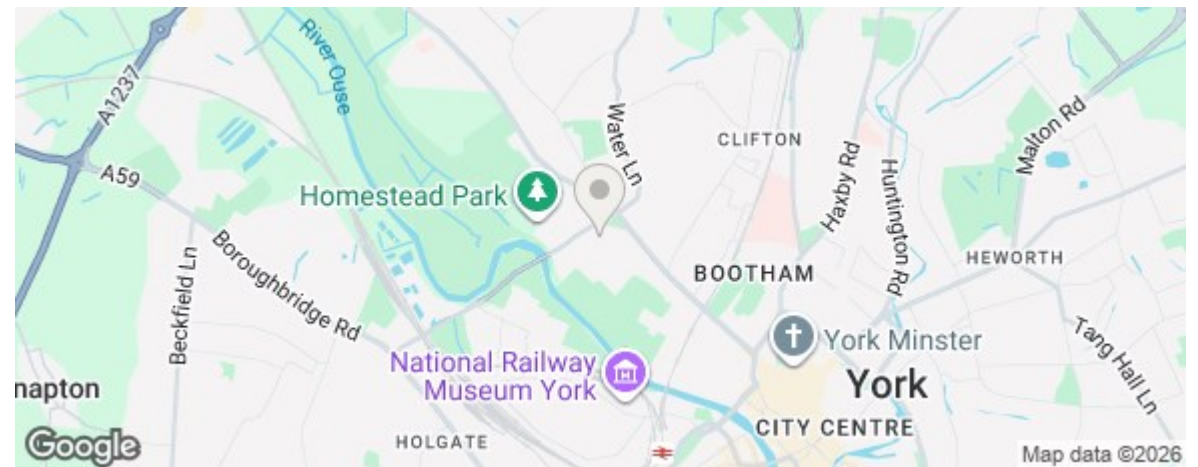 River Ouse
A1237
Water Ln
CLIFTON
Haxby Rd
Malton Rd
A59
Homestead Park
Huntington Rd
Beckfield Ln
Boroughbridge Rd
BOOTHAM
HEWORTH
National Railway
Museum York
York Minster
Tang Hall Ln
napton
York
HOLGATE
CITY CENTRE
Google
Map data ©2026